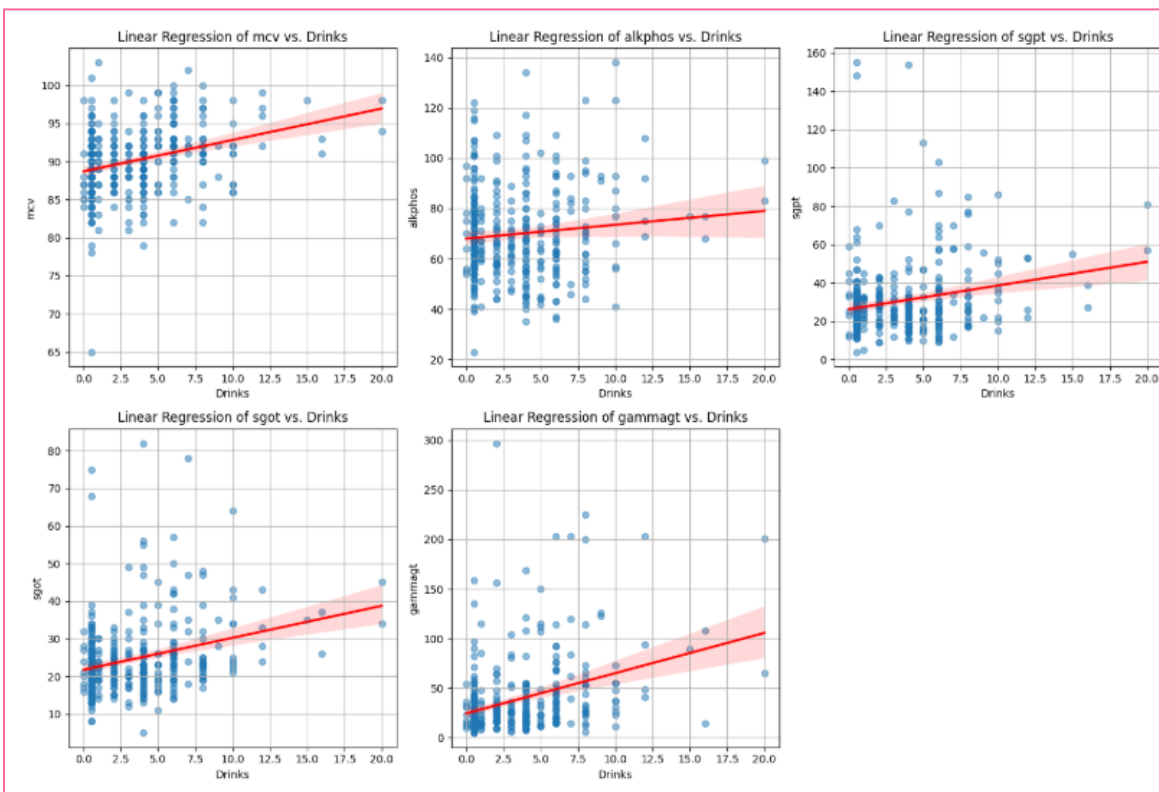 Linear Regression of mcv vs. Drinks
mcv
100
95
90
85
80
75
70
65
0.0 2.5 5.0 7.5 10.0 12.5 15.0 17.5 20.0
Drinks
Linear Regression of alkphos vs. Drinks
alkphos
140
120
100
80
60
40
20
0.0 2.5 5.0 7.5 10.0 12.5 15.0 17.5 20.0
Drinks
Linear Regression of sgpt vs. Drinks
sgpt
160
140
120
100
80
60
40
20
0
0.0 2.5 5.0 7.5 10.0 12.5 15.0 17.5 20.0
Drinks
Linear Regression of sgot vs. Drinks
sgot
80
70
60
50
40
30
20
10
0.0 2.5 5.0 7.5 10.0 12.5 15.0 17.5 20.0
Drinks
Linear Regression of gammagt vs. Drinks
gammagt
300
250
200
150
100
50
0
0.0 2.5 5.0 7.5 10.0 12.5 15.0 17.5 20.0
Drinks